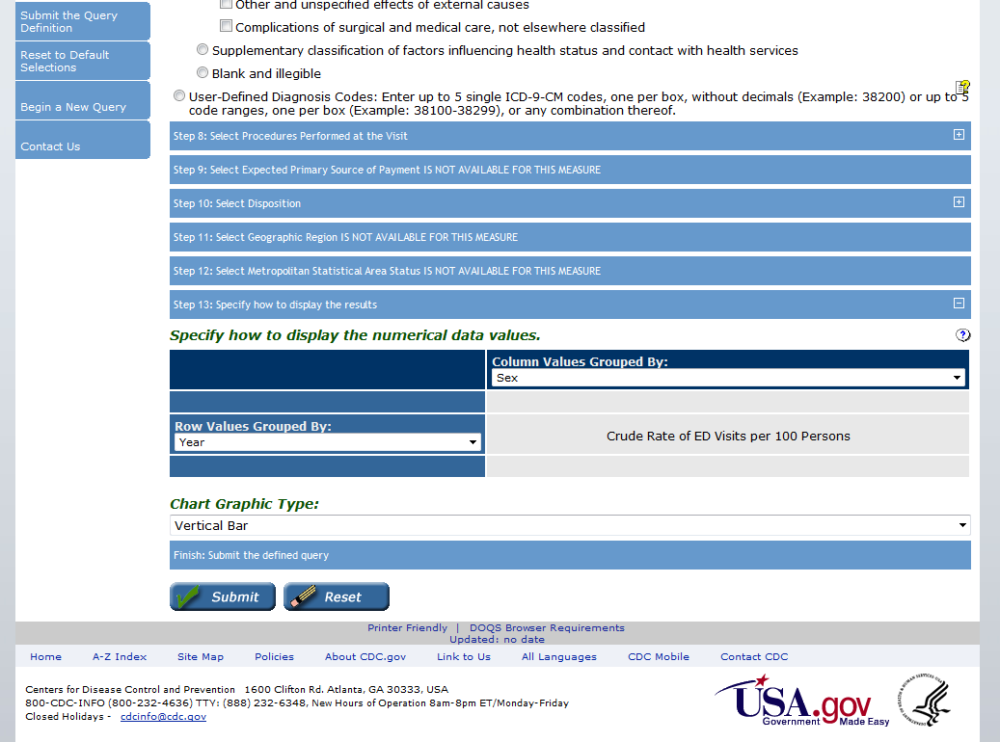 Submit the Query
Definition
Reset to Default
Selections
Begin a New Query
Contact Us
Other and unspecified effects of external causes
Complications of surgical and medical care, not elsewhere classified
Supplementary classification of factors influencing health status and contact with health services
Blank and illegible
User-Defined Diagnosis Codes: Enter up to 5 single ICD-9-CM codes, one per box, without decimals (Example: 38200) or up to 5
code ranges, one per box (Example: 38100-38299), or any combination thereof.
Step 8: Select Procedures Performed at the Visit
Step 9: Select Expected Primary Source of Payment IS NOT AVAILABLE FOR THIS MEASURE
Step 10: Select Disposition
Step 11: Select Geographic Region IS NOT AVAILABLE FOR THIS MEASURE
Step 12: Select Metropolitan Statistical Area Status IS NOT AVAILABLE FOR THIS MEASURE
Step 13: Specify how to display the results
Specify how to display the numerical data values.
Column Values Grouped By:
Sex
Row Values Grouped By:
Year
Crude Rate of ED Visits per 100 Persons
Chart Graphic Type:
Vertical Bar
Finish: Submit the defined query
Submit Reset
Printer Friendly | DOQS Browser Requirements
Updated: no date
Home A-Z Index Site Map Policies About CDC.gov Link to Us All Languages CDC Mobile Contact CDC
Centers for Disease Control and Prevention 1600 Clifton Rd. Atlanta, GA 30333, USA
800-CDC-INFO (800-232-4636) TTY: (888) 232-6348, New Hours of Operation 8am-8pm ET/Monday-Friday
Closed Holidays - cdcinfo@cdc.gov
USA.gov
Government Made Easy